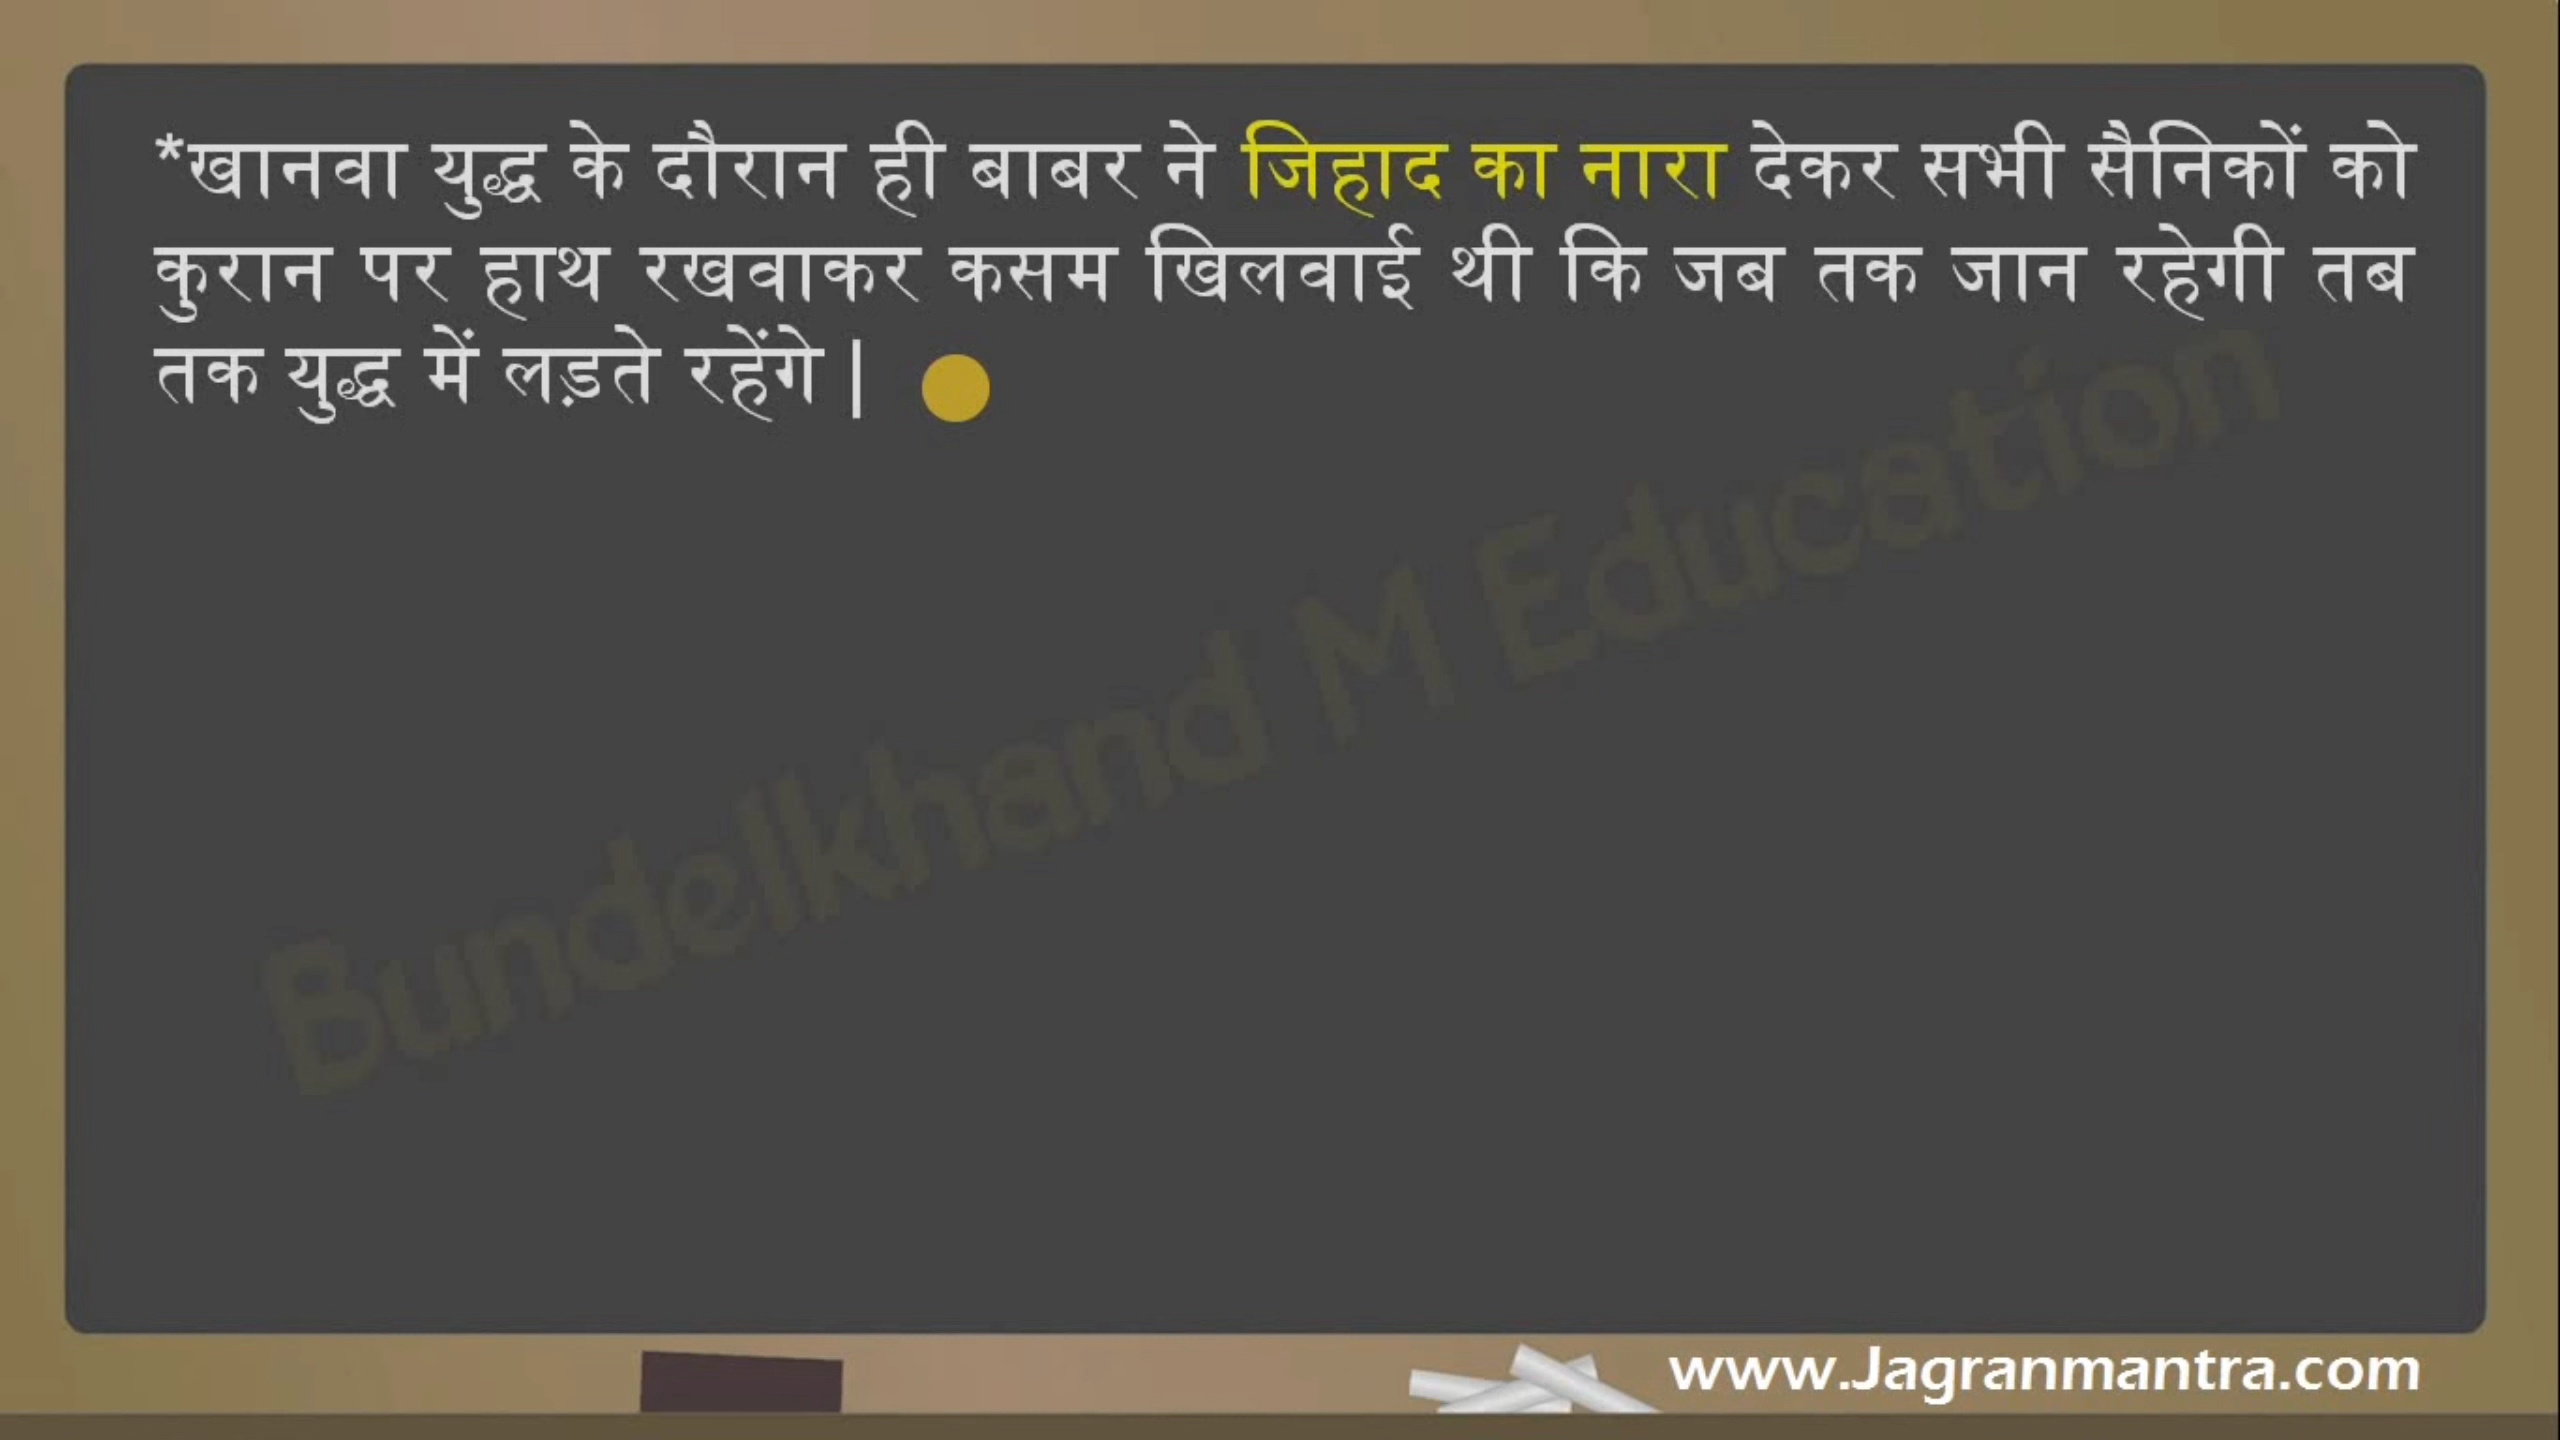 *खानवा युद्ध के दौरान ही बाबर ने जिहाद का नारा देकर सभी सैनिकों को
कुरान पर हाथ रखवाकर कसम खिलवाई थी कि जब तक जान रहेगी तब
तक युद्ध में लड़ते रहेंगे |
Bundelkhand M Education
www.Jagranmantra.com